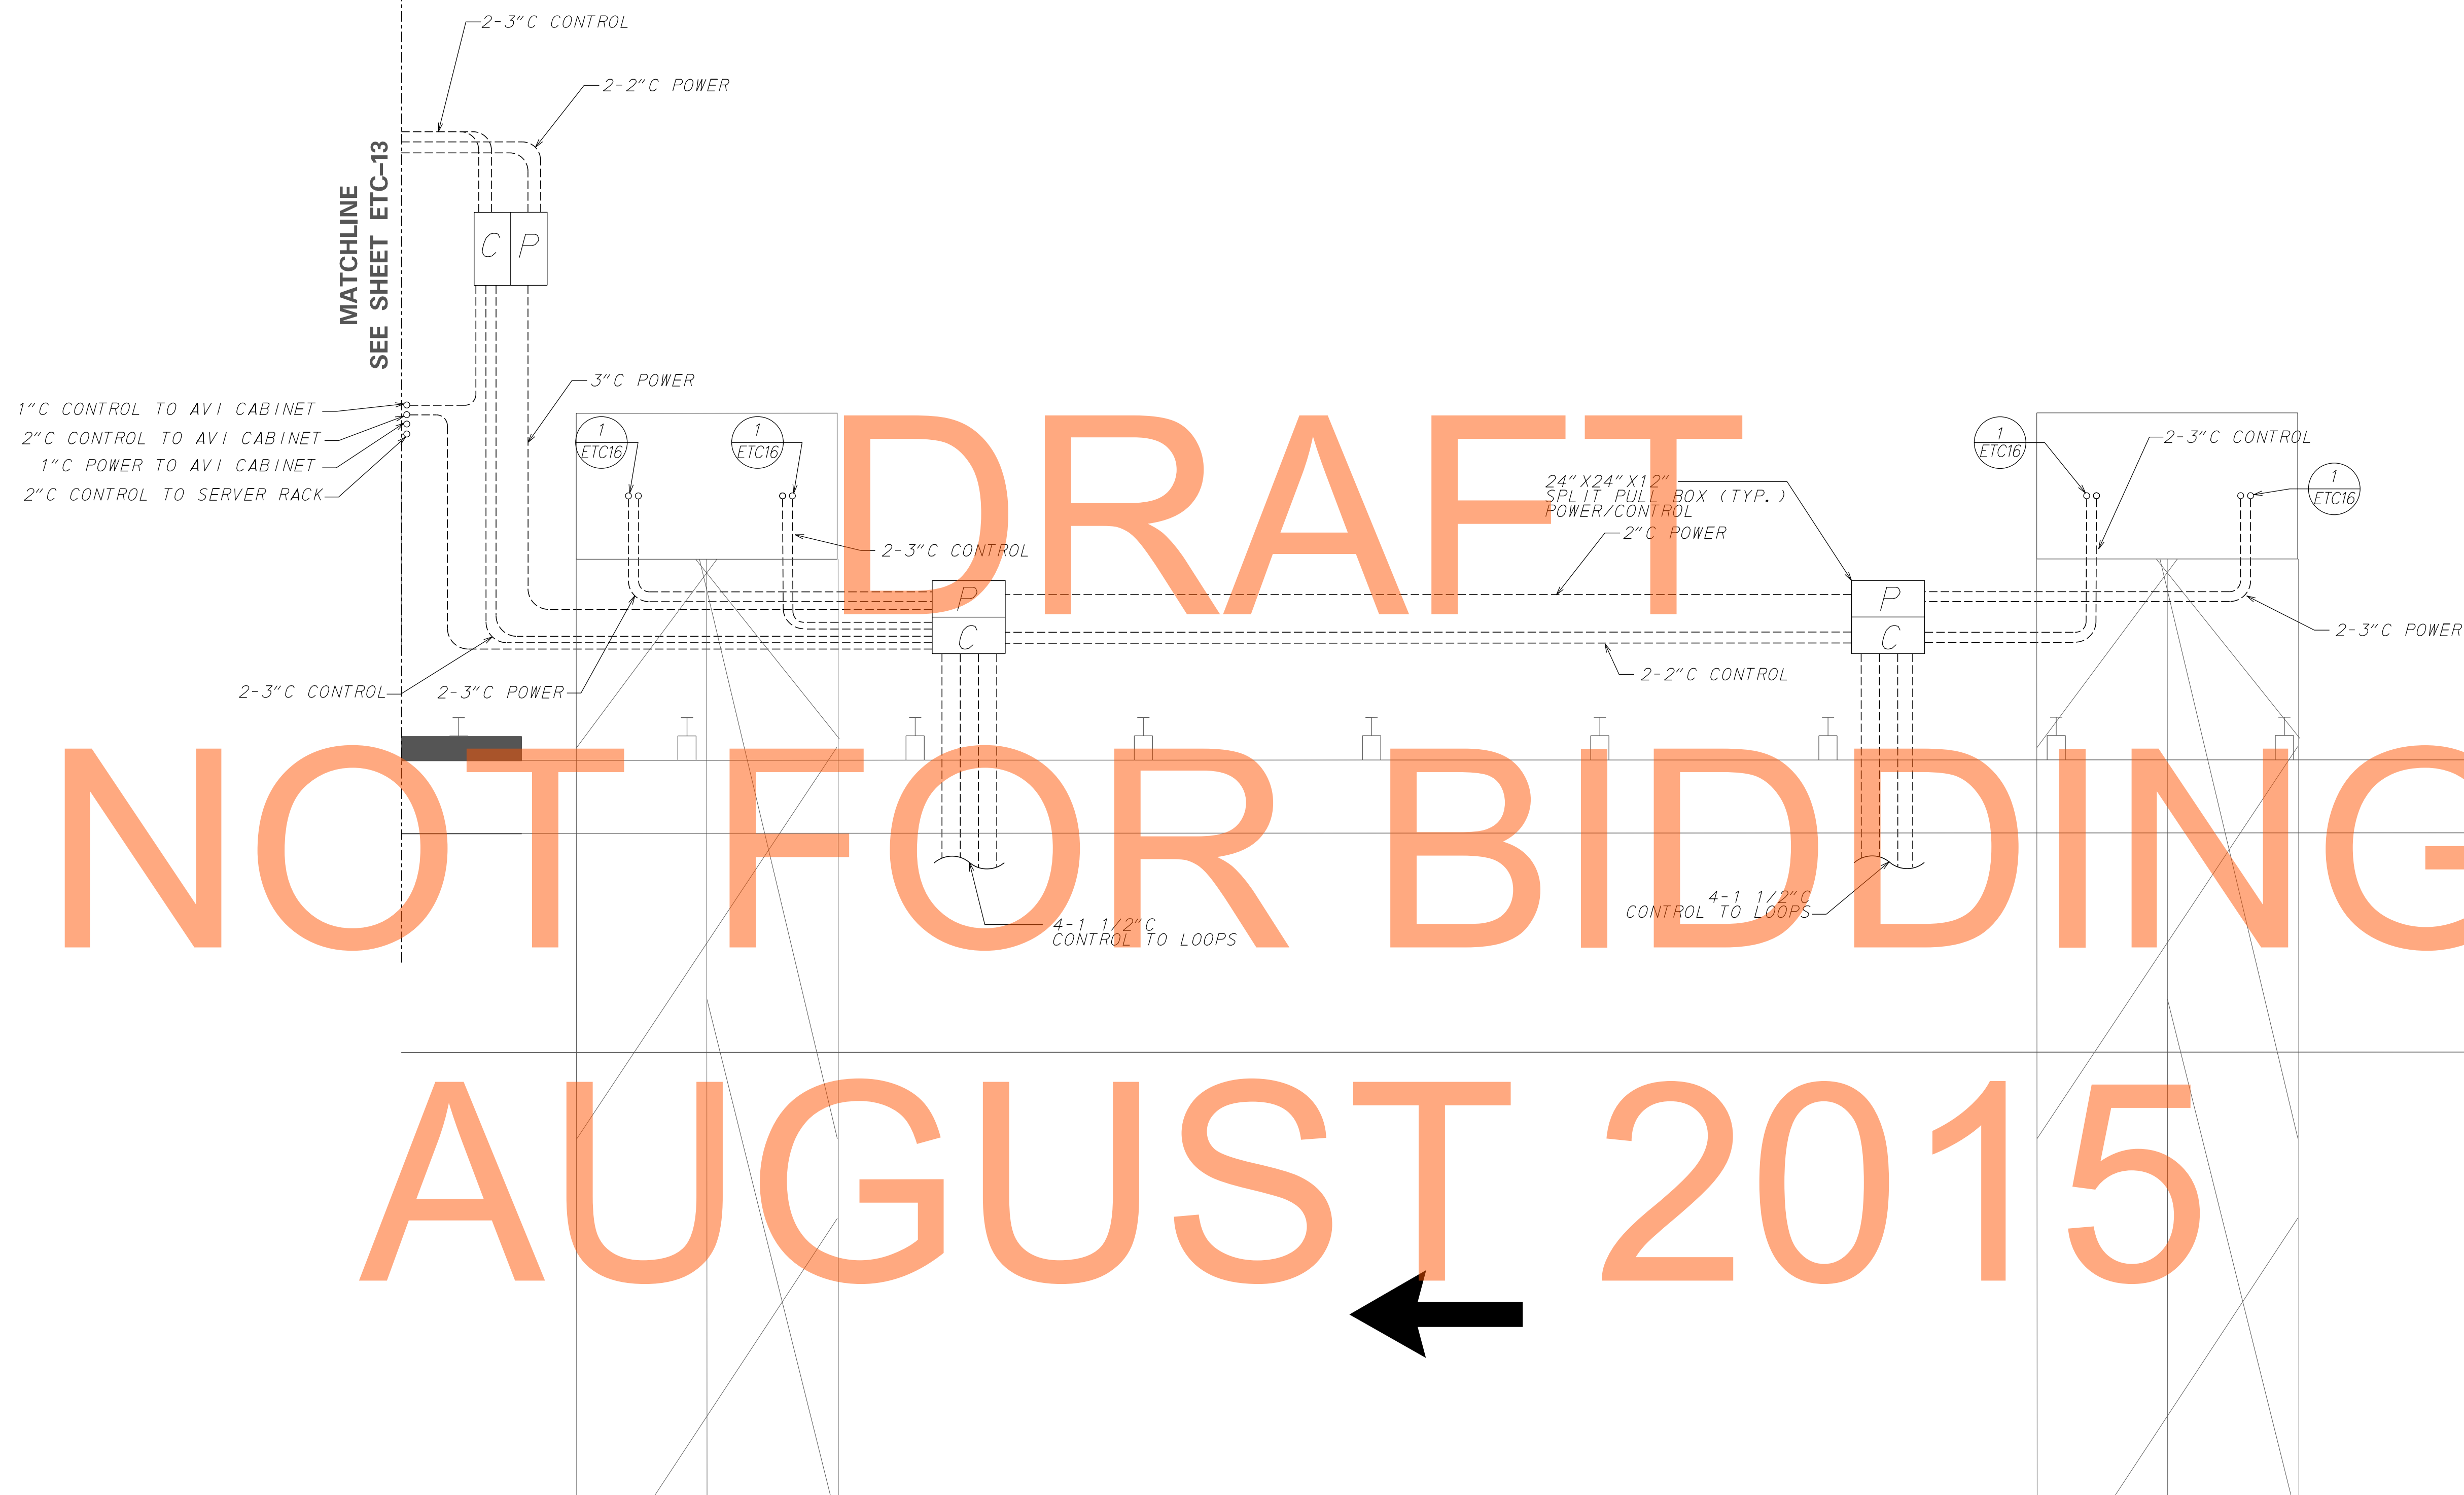 2-3"C CONTROL
2-2"C POWER
MATCHLINE
SEE SHEET ETC-13
C P
3"C POWER
1"C CONTROL TO AVI CABINET
2"C CONTROL TO AVI CABINET
1"C POWER TO AVI CABINET
2"C CONTROL TO SERVER RACK
1
ETC16
1
ETC16
2-3"C CONTROL
DRAFT
24"X24"X12"
SPLIT PULL BOX (TYP.)
POWER/CONTROL
2"C POWER
1
ETC16
2-3"C CONTROL
1
ETC16
P
C
P
C
2-3"C POWER
2-3"C CONTROL
2-3"C POWER
2-2"C CONTROL
NOT FOR BIDDING
4-1 1/2"C
CONTROL TO LOOPS
4-1 1/2"C
CONTROL TO LOOPS
AUGUST 2015